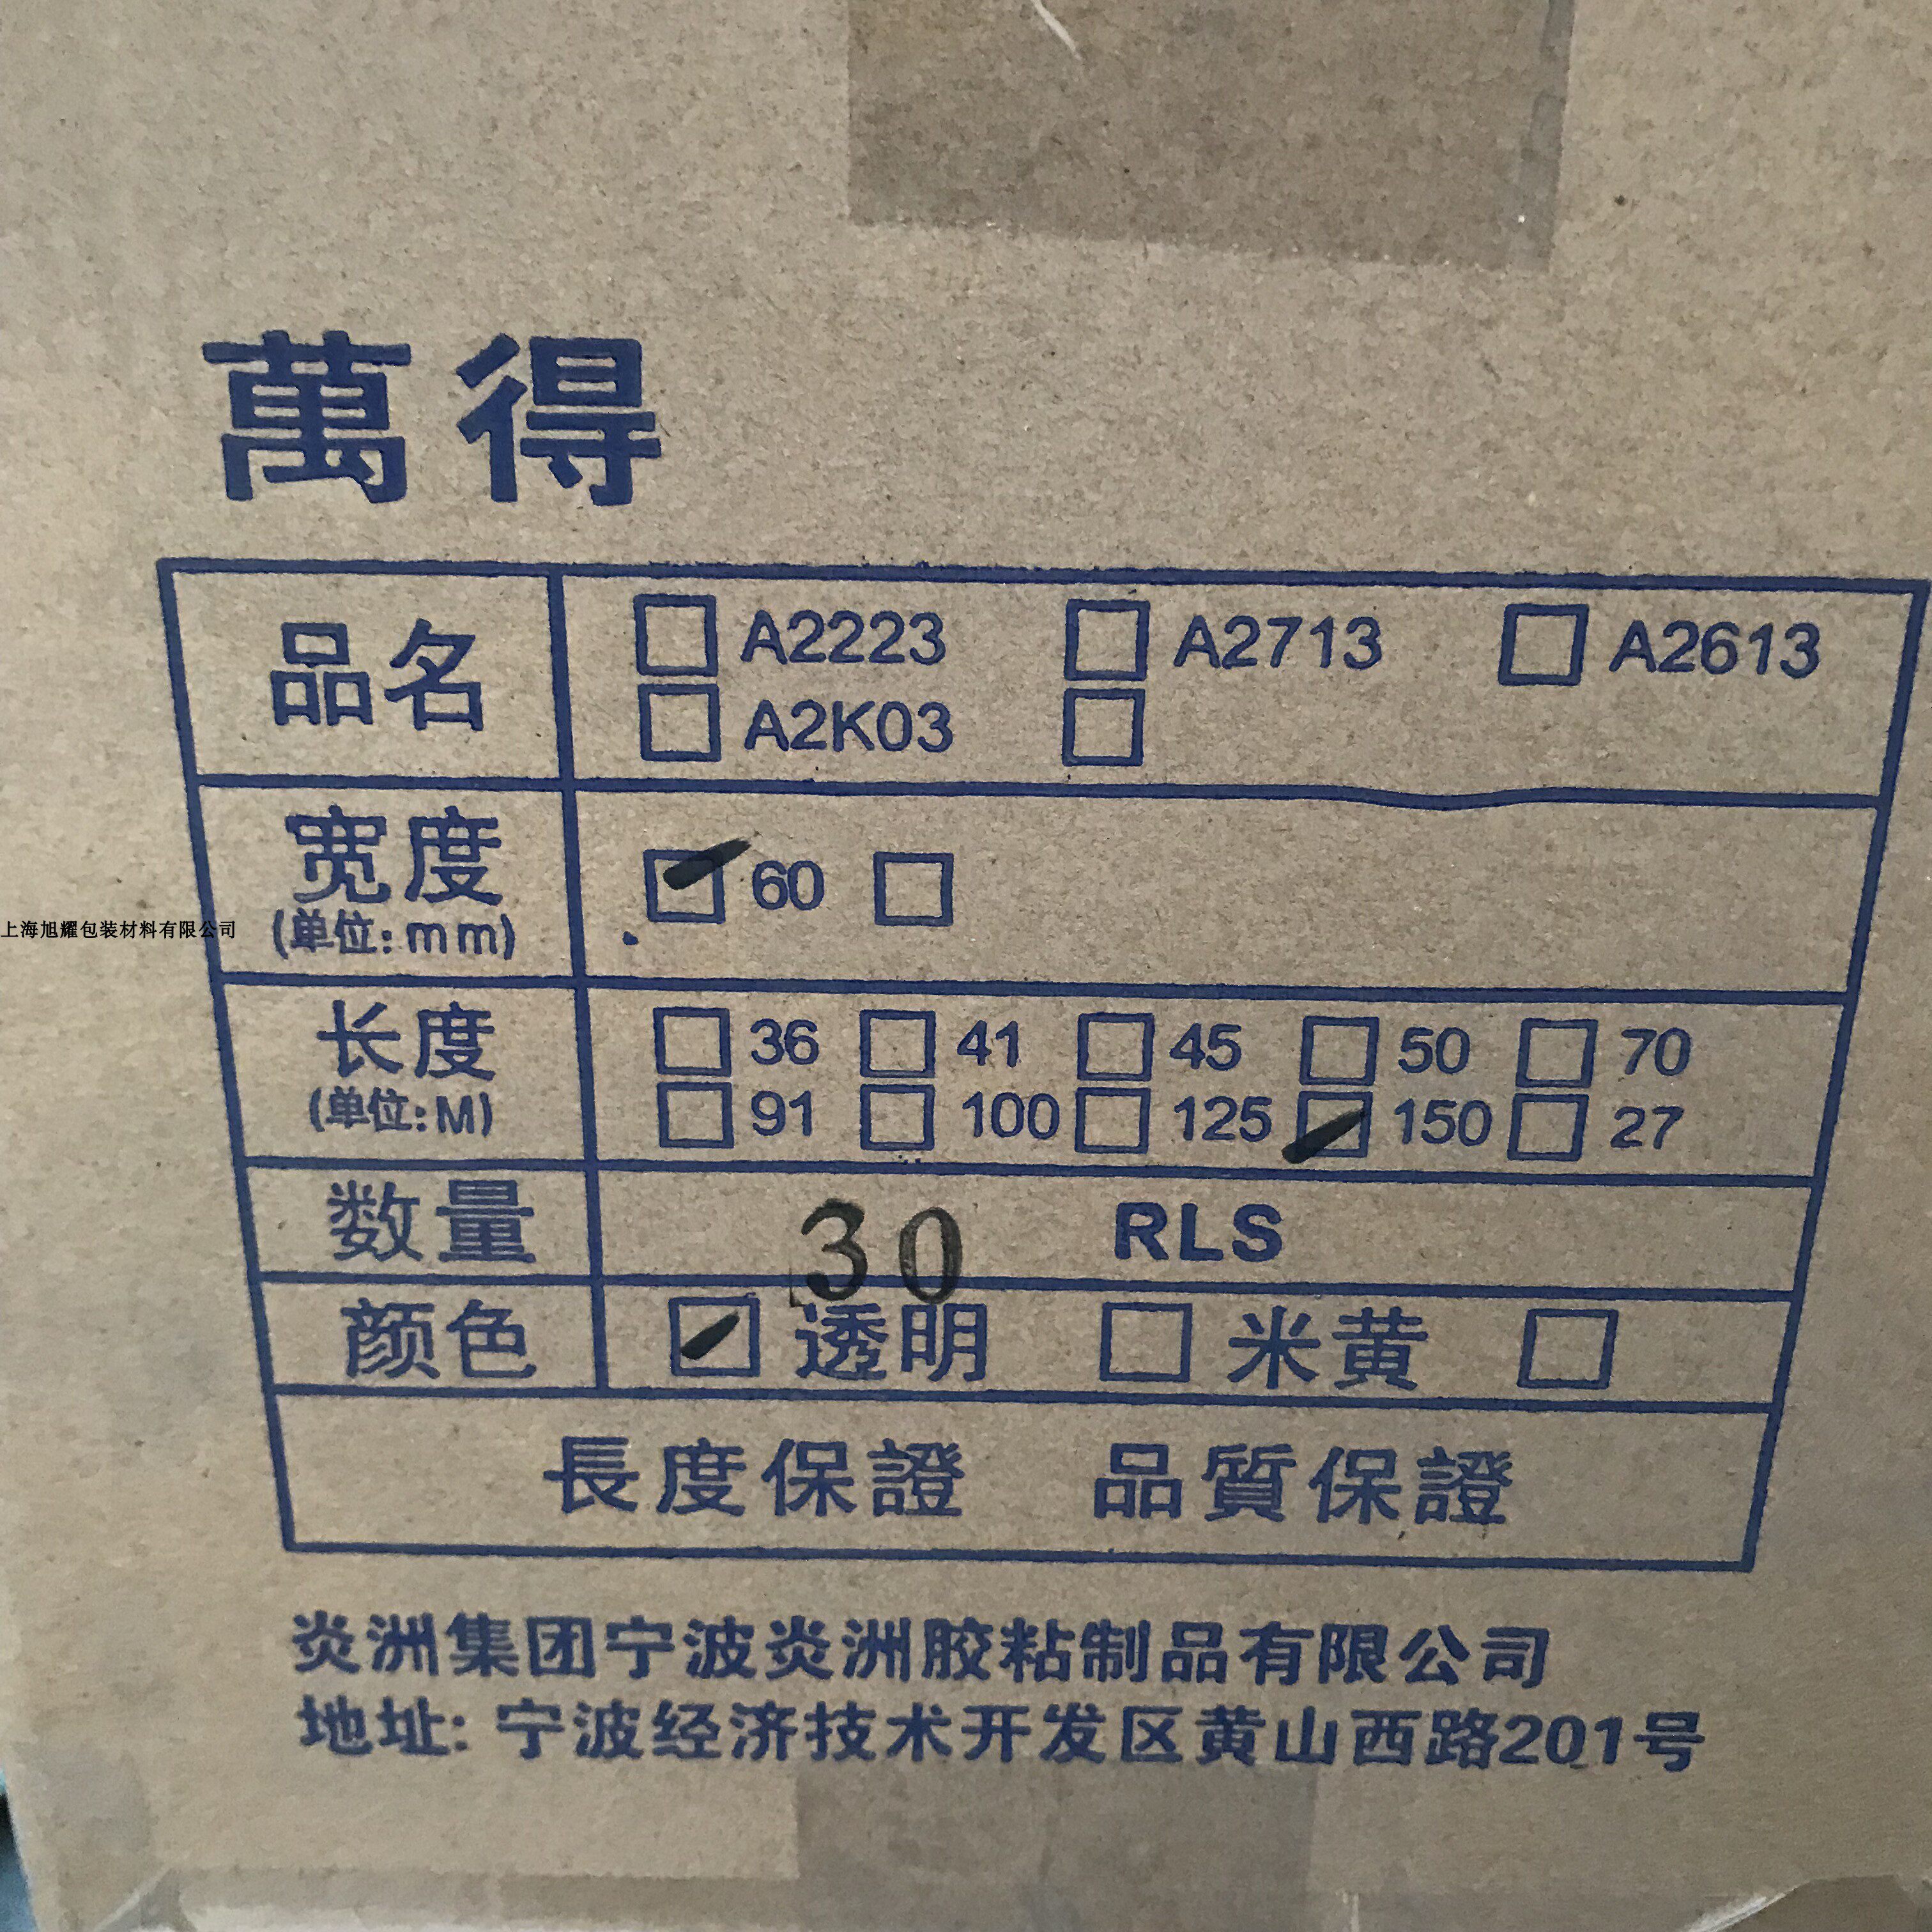 萬得
品名 □A2223 □A2713 □A2613
□A2K03 □
宽度 ☑60 □
(单位:mm)
上海旭耀包装材料有限公司
长度 □36 □41 □45 □50 □70
(单位:M) □91 □100 □125 ☑150 □27
数量 30 RLS
颜色 ☑透明 □米黄 □
長度保證 品質保證
炎洲集团宁波炎洲胶粘制品有限公司
地址:宁波经济技术开发区黄山西路201号